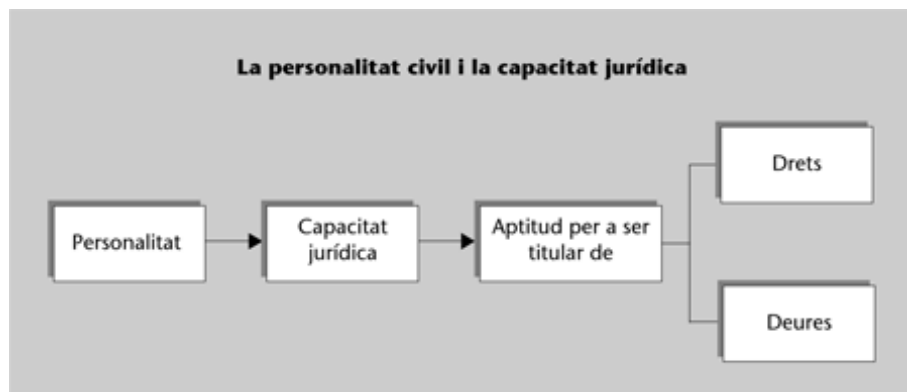 La personalitat civil i la capacitat jurídica
Personalitat
Capacitat
jurídica
Aptitud per a ser
titular de
Drets
Deures